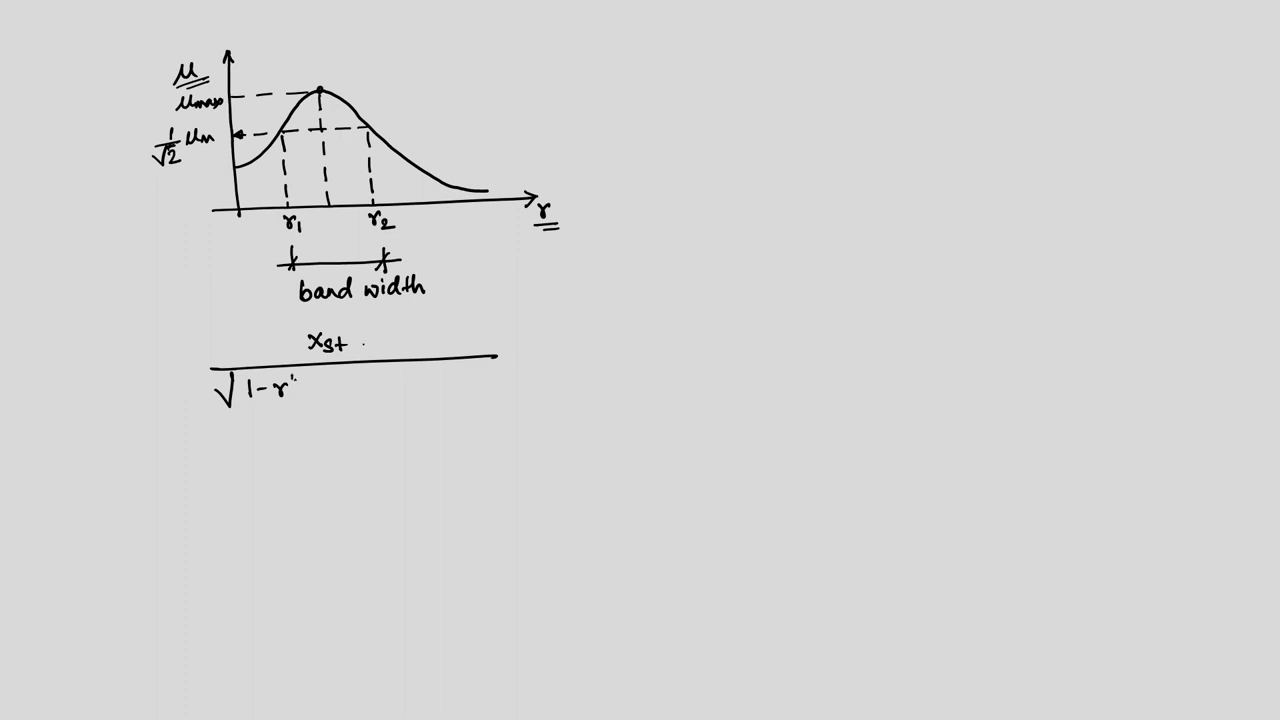 μ
μmax
1/√2 μm
r
r₁ r₂
band width
xst
√1-r